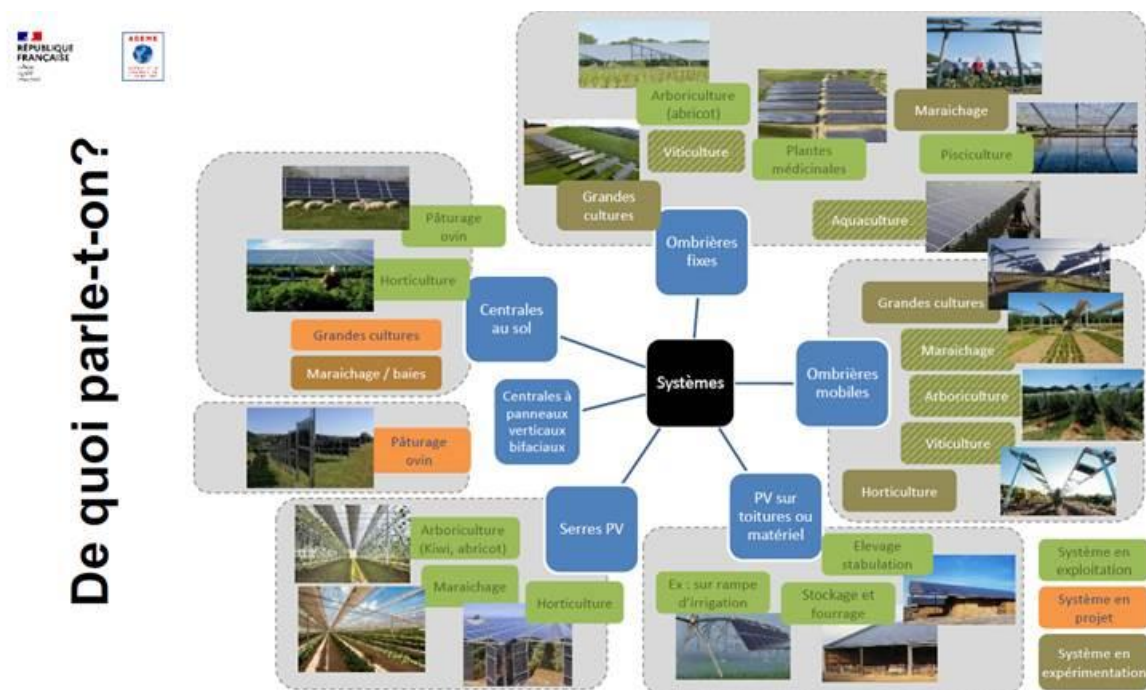 RÉPUBLIQUE
FRANÇAISE
ADEME
De quoi parle-t-on?
Arboriculture
(abricot)
Maraichage
Viticulture
Plantes
médicinales
Pisciculture
Grandes
cultures
Aquaculture
Ombrières
fixes
Pâturage
ovin
Horticulture
Grandes cultures
Maraichage / baies
Centrales
au sol
Systèmes
Ombrières
mobiles
Grandes cultures
Maraichage
Arboriculture
Viticulture
Horticulture
Centrales à
panneaux
verticaux
bifaciaux
Pâturage
ovin
Serres PV
Arboriculture
(Kiwi, abricot)
Maraichage
Horticulture
PV sur
toitures ou
matériel
Elevage
stabulation
Ex : sur rampe
d'irrigation
Stockage et
fourrage
Système en
exploitation
Système en
projet
Système en
expérimentation